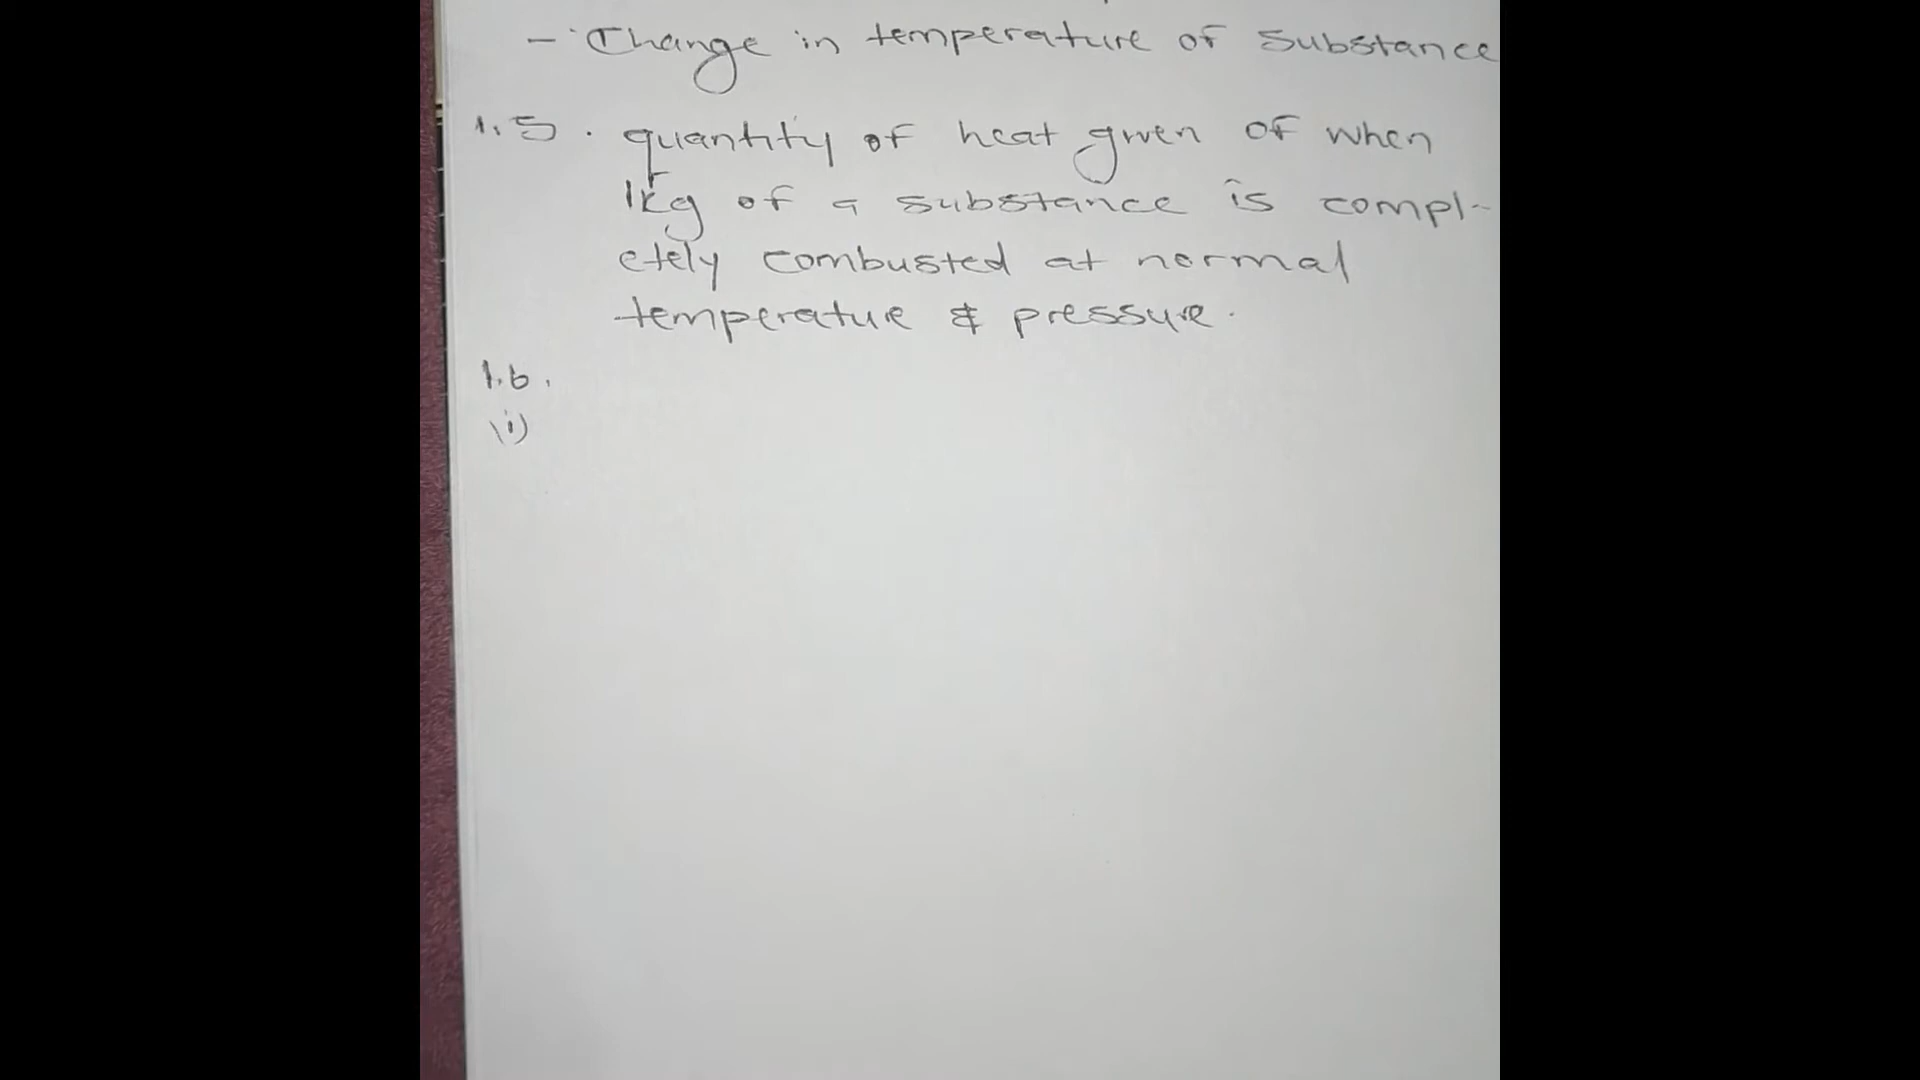 - Change in temperature of substance
1.5. quantity of heat given of when
1kg of a substance is compl-
etely combusted at normal
temperature & pressure.
1.6.
(i)